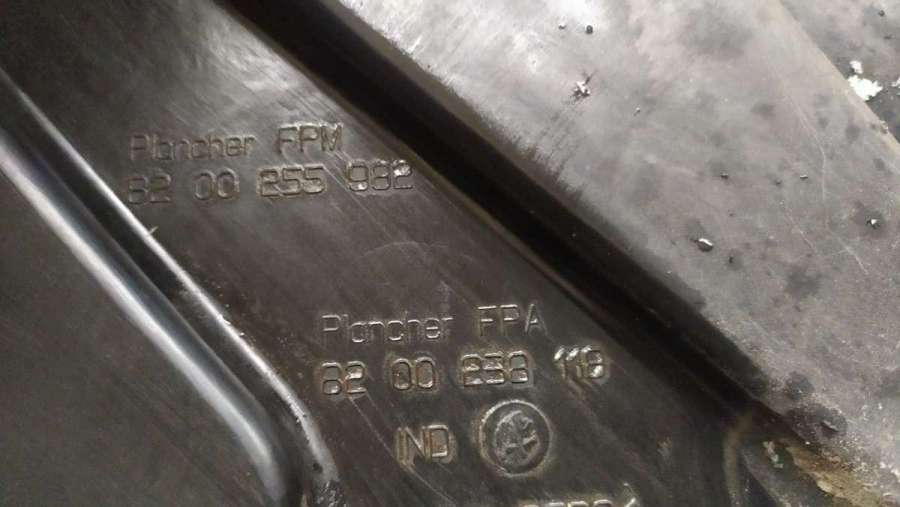 Plancher FPM
82 00 255 982
Plancher FPA
82 00 238 118
IND